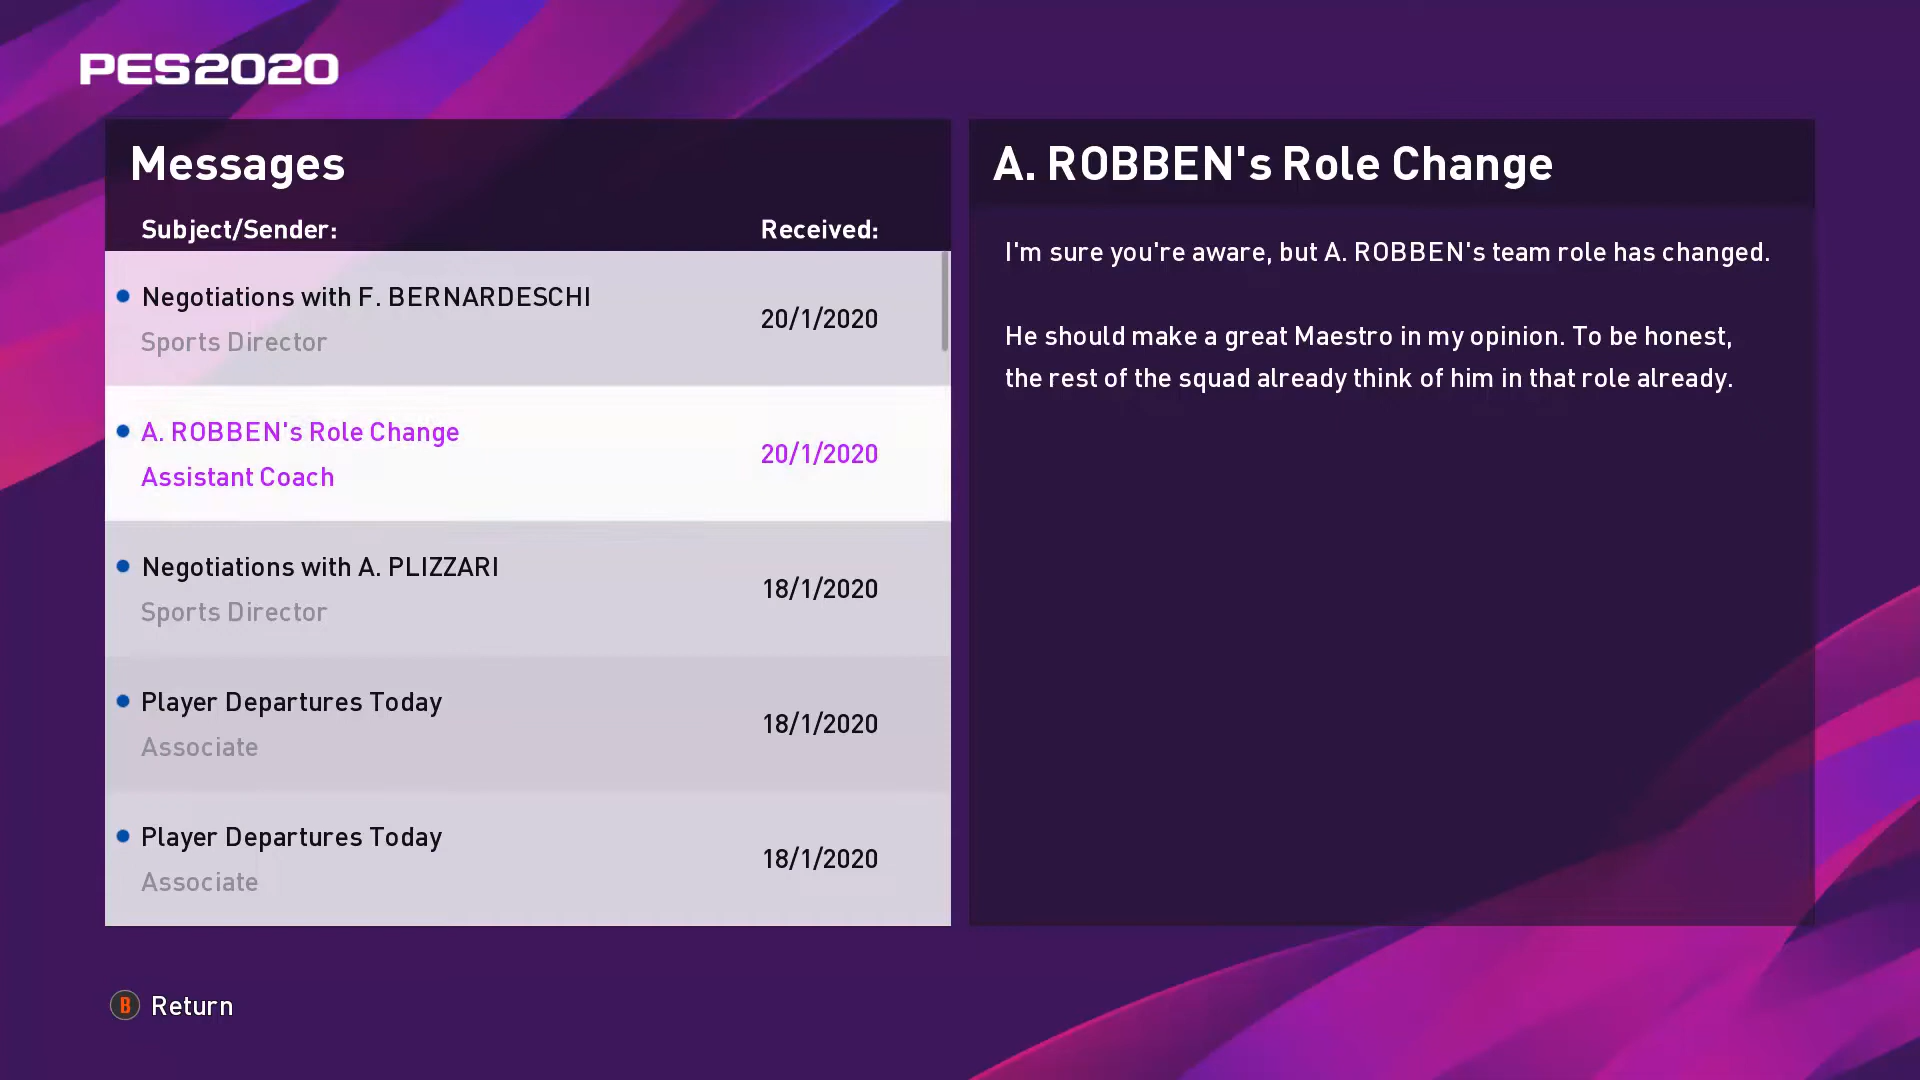 PES2020
Messages
Subject/Sender: Received:
Negotiations with F. BERNARDESCHI
Sports Director
20/1/2020
A. ROBBEN's Role Change
Assistant Coach
20/1/2020
Negotiations with A. PLIZZARI
Sports Director
18/1/2020
Player Departures Today
Associate
18/1/2020
Player Departures Today
Associate
18/1/2020
A. ROBBEN's Role Change
I'm sure you're aware, but A. ROBBEN's team role has changed.
He should make a great Maestro in my opinion. To be honest,
the rest of the squad already think of him in that role already.
B Return